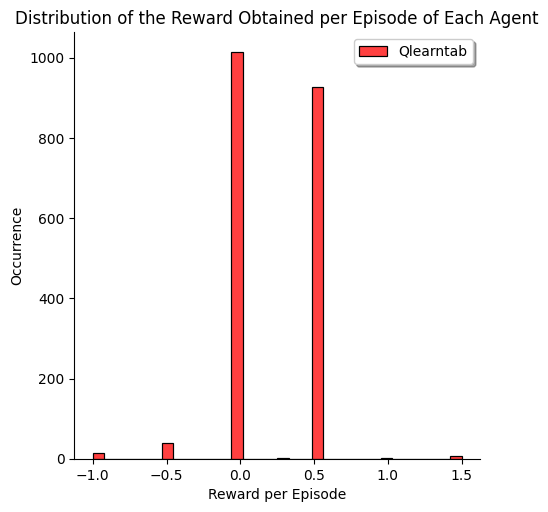 Distribution of the Reward Obtained per Episode of Each Agent
Qlearntab
1000
800
600
400
200
0
Occurrence
−1.0 −0.5 0.0 0.5 1.0 1.5
Reward per Episode